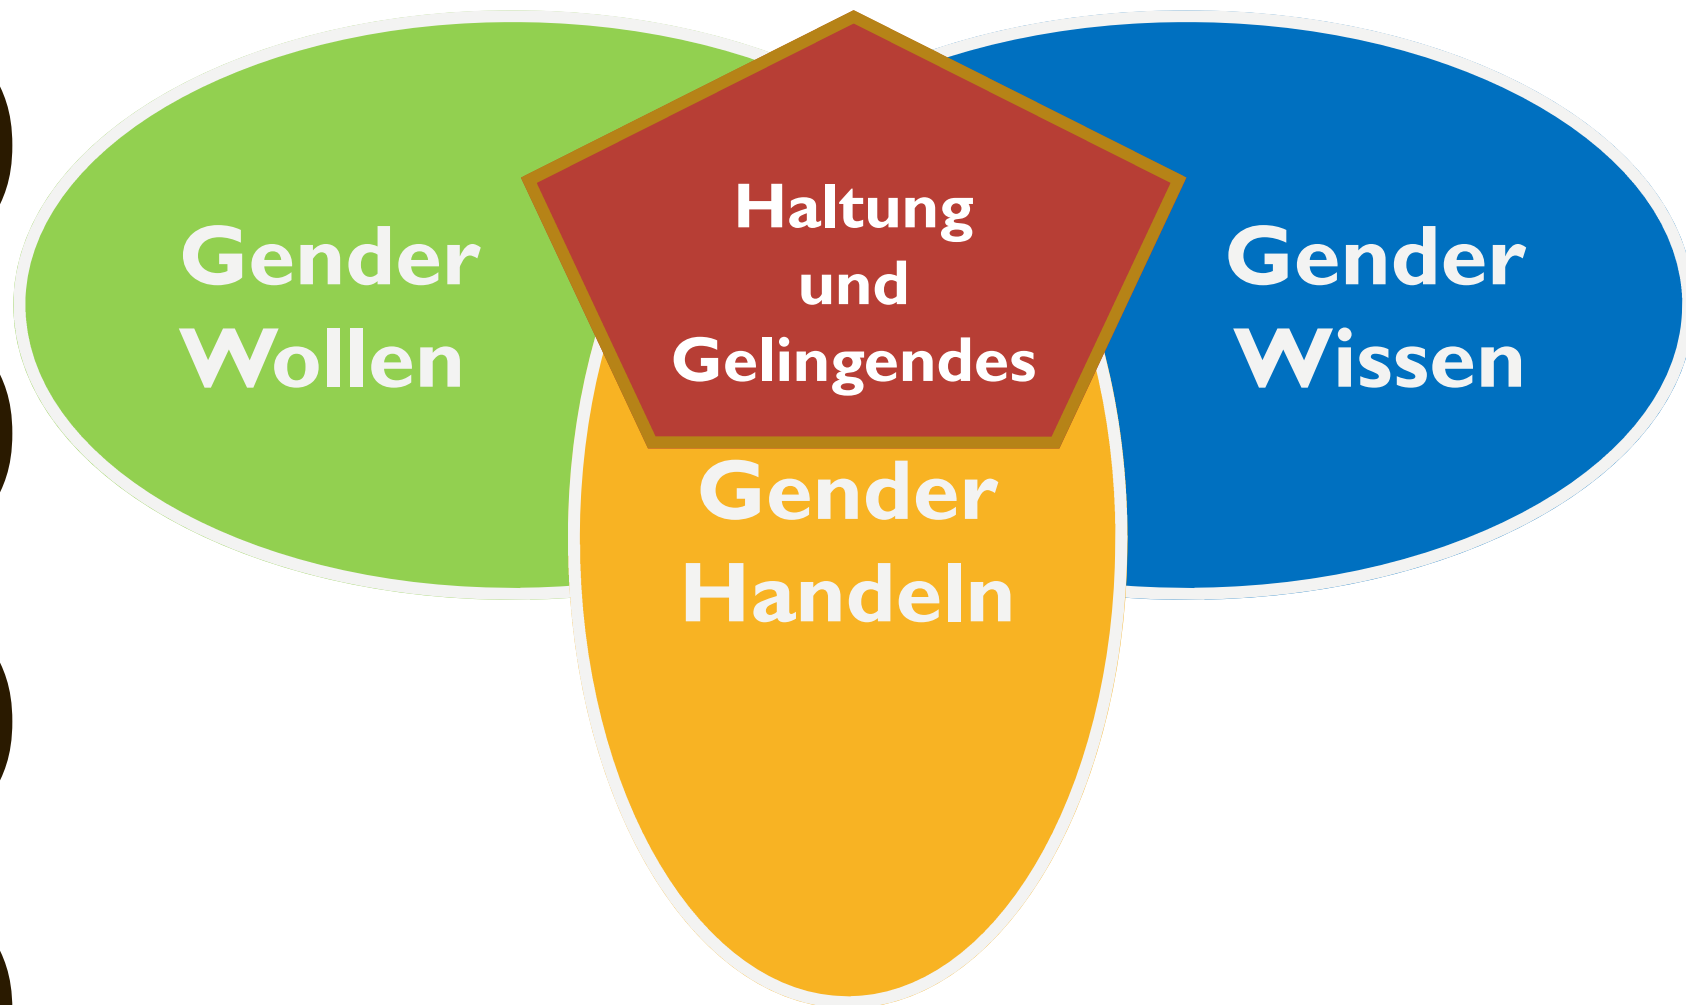 Gender
Wollen
Haltung
und
Gelingendes
Gender
Wissen
Gender
Handeln